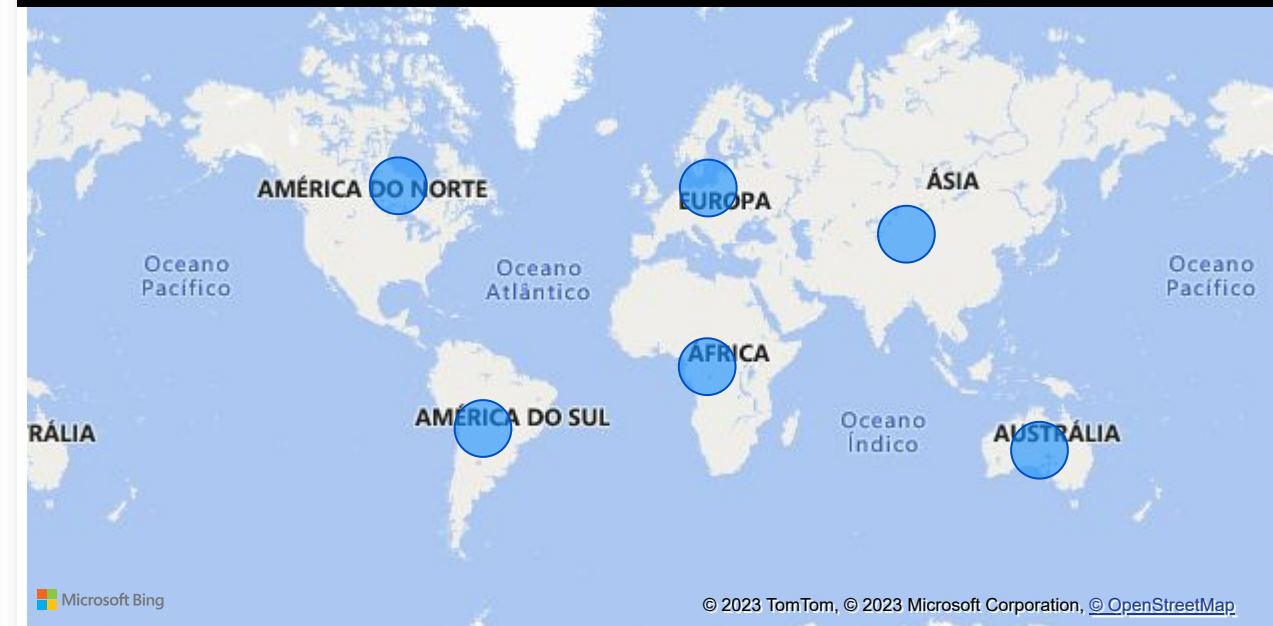 ÁSIA
AMÉRICA DO NORTE
EUROPA
Oceano
Pacífico
Oceano
Atlântico
Oceano
Pacífico
ÁFRICA
AMÉRICA DO SUL
Oceano
Índico
RÁLIA
AUSTRÁLIA
Microsoft Bing
© 2023 TomTom, © 2023 Microsoft Corporation, © OpenStreetMap